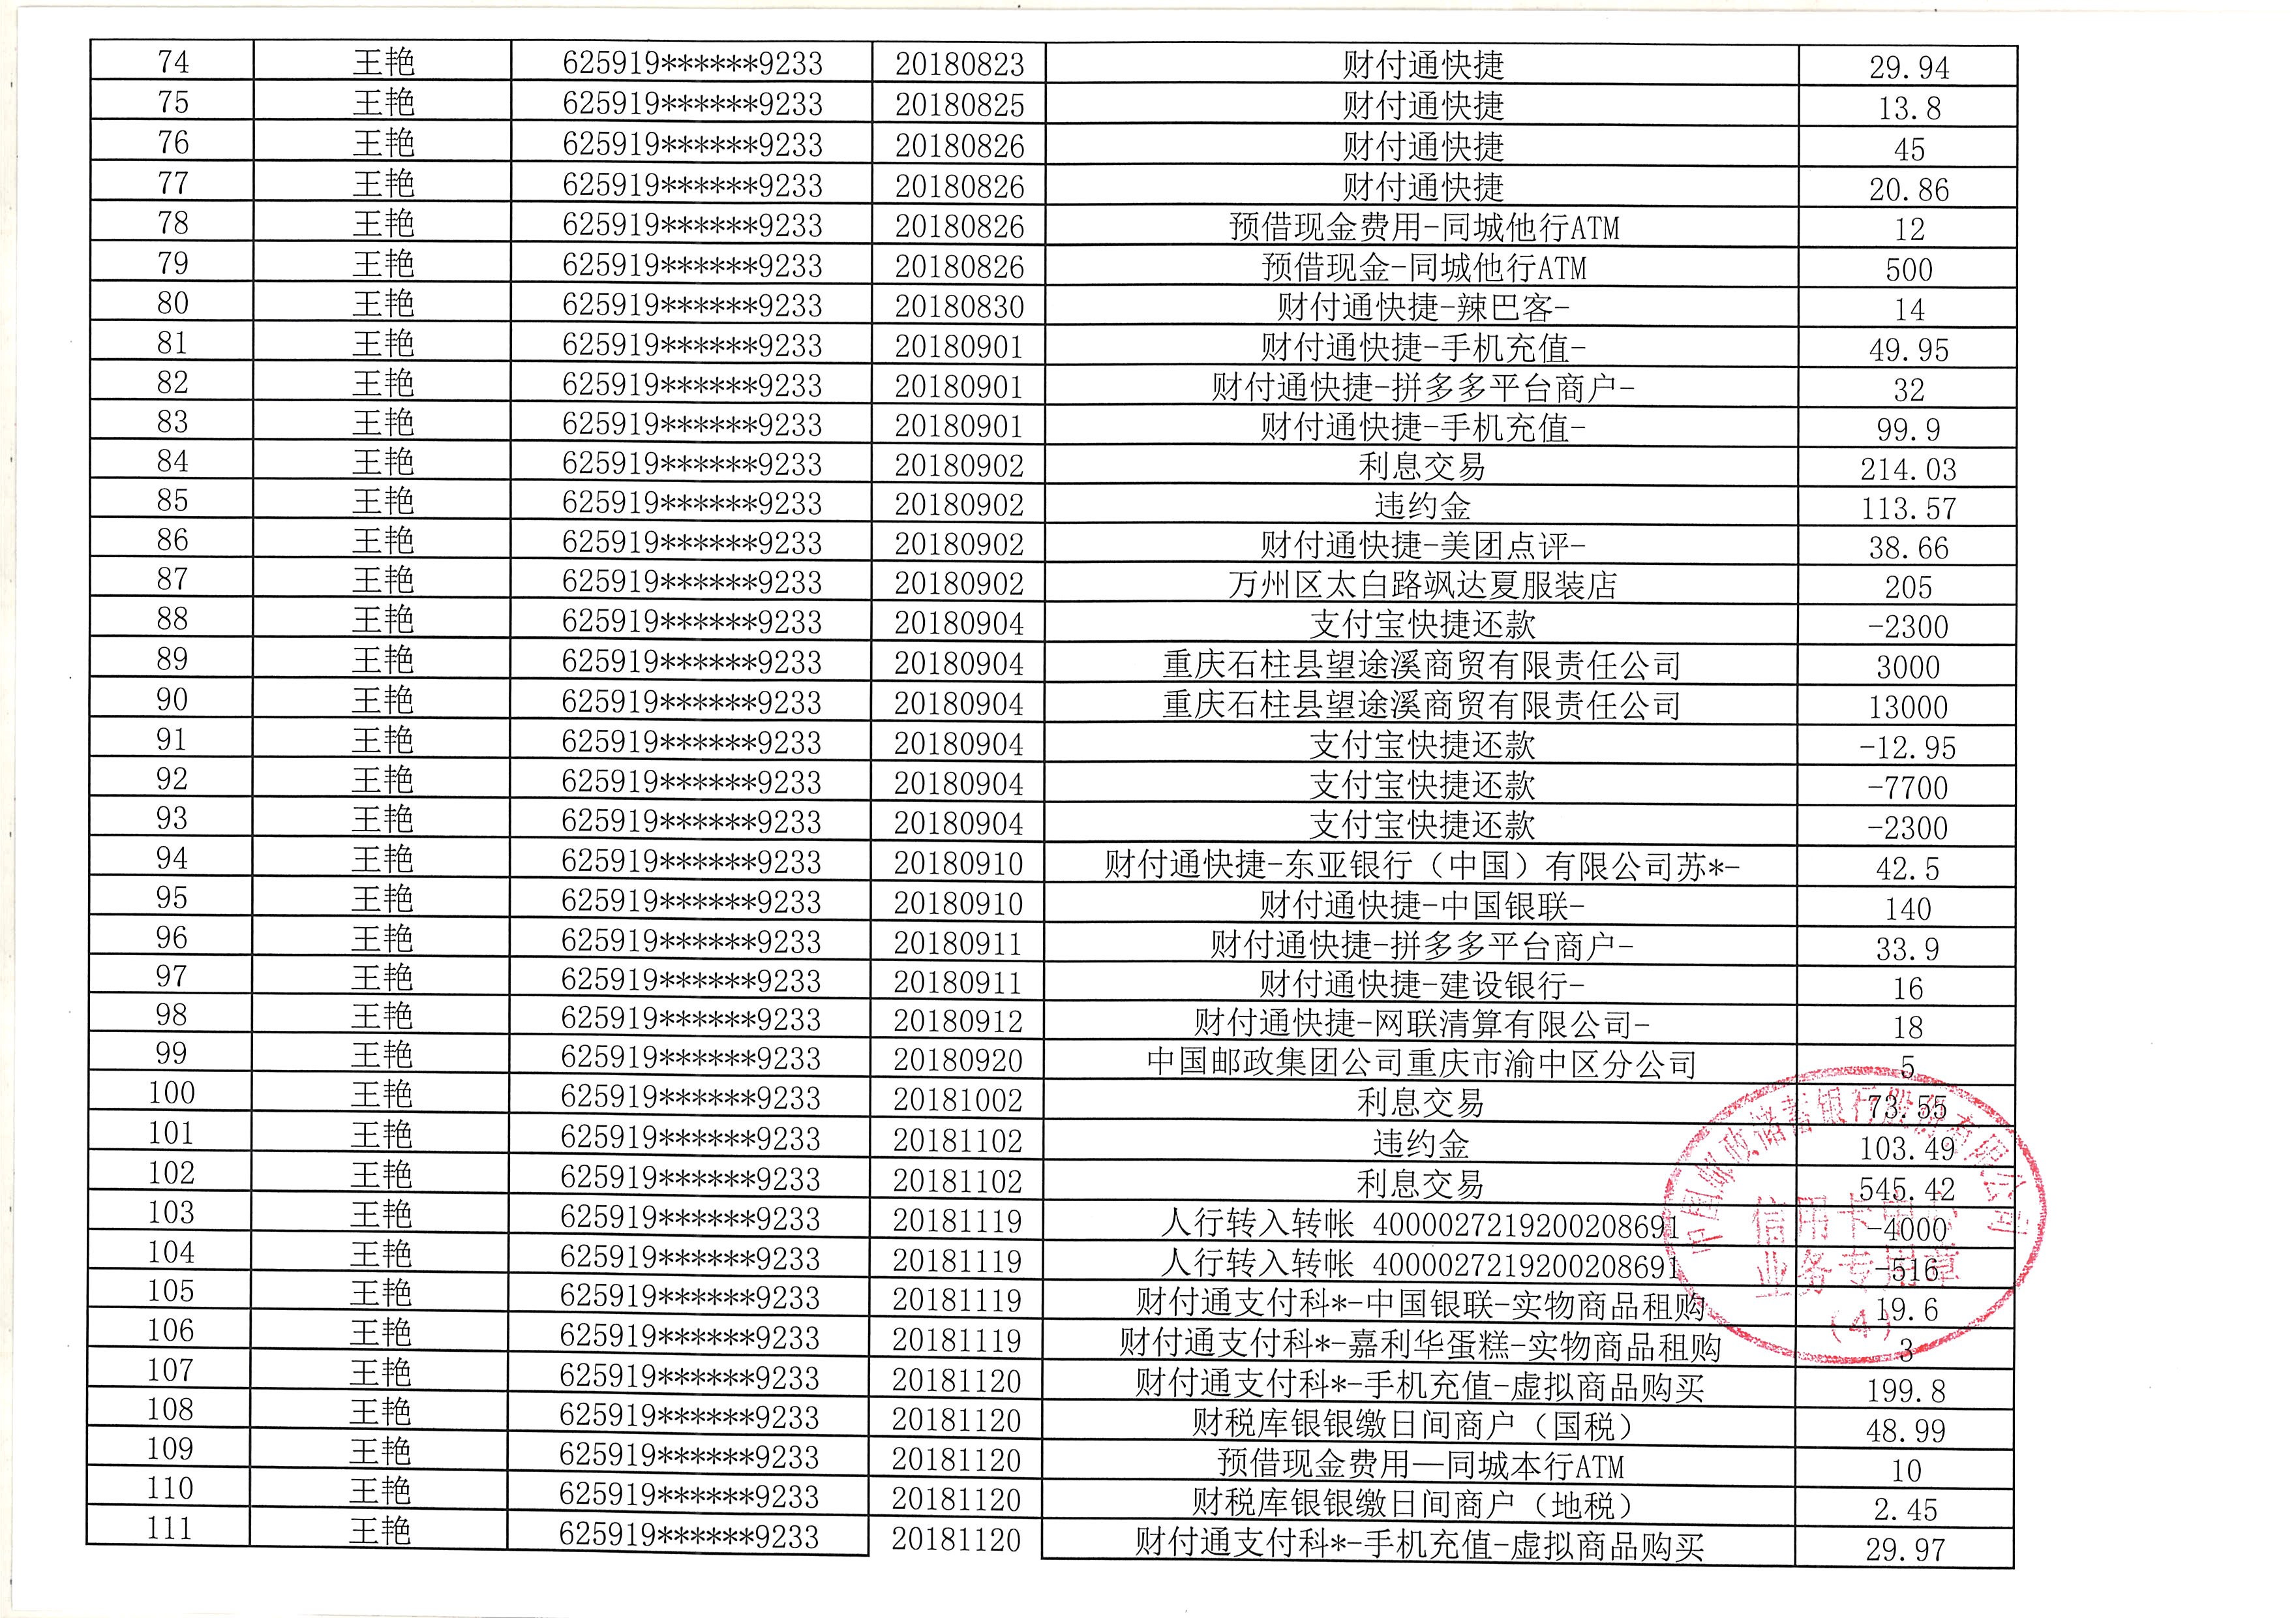 74 王艳 625919******9233 20180823 财付通快捷 29.94
75 王艳 625919******9233 20180825 财付通快捷 13.8
76 王艳 625919******9233 20180826 财付通快捷 45
77 王艳 625919******9233 20180826 财付通快捷 20.86
78 王艳 625919******9233 20180826 预借现金费用-同城他行ATM 12
79 王艳 625919******9233 20180826 预借现金-同城他行ATM 500
80 王艳 625919******9233 20180830 财付通快捷-辣巴客- 14
81 王艳 625919******9233 20180901 财付通快捷-手机充值- 49.95
82 王艳 625919******9233 20180901 财付通快捷-拼多多平台商户- 32
83 王艳 625919******9233 20180901 财付通快捷-手机充值- 99.9
84 王艳 625919******9233 20180902 利息交易 214.03
85 王艳 625919******9233 20180902 违约金 113.57
86 王艳 625919******9233 20180902 财付通快捷-美团点评- 38.66
87 王艳 625919******9233 20180902 万州区太白路飒达夏服装店 205
88 王艳 625919******9233 20180904 支付宝快捷还款 -2300
89 王艳 625919******9233 20180904 重庆石柱县望途溪商贸有限责任公司 3000
90 王艳 625919******9233 20180904 重庆石柱县望途溪商贸有限责任公司 13000
91 王艳 625919******9233 20180904 支付宝快捷还款 -12.95
92 王艳 625919******9233 20180904 支付宝快捷还款 -7700
93 王艳 625919******9233 20180904 支付宝快捷还款 -2300
94 王艳 625919******9233 20180910 财付通快捷-东亚银行（中国）有限公司苏*- 42.5
95 王艳 625919******9233 20180910 财付通快捷-中国银联- 140
96 王艳 625919******9233 20180911 财付通快捷-拼多多平台商户- 33.9
97 王艳 625919******9233 20180911 财付通快捷-建设银行- 16
98 王艳 625919******9233 20180912 财付通快捷-网联清算有限公司- 18
99 王艳 625919******9233 20180920 中国邮政集团公司重庆市渝中区分公司 5
100 王艳 625919******9233 20181002 利息交易 73.55
101 王艳 625919******9233 20181102 违约金 103.49
102 王艳 625919******9233 20181102 利息交易 545.42
103 王艳 625919******9233 20181119 人行转入转帐 4000027219200208691 -4000
104 王艳 625919******9233 20181119 人行转入转帐 4000027219200208691 -516
105 王艳 625919******9233 20181119 财付通支付科*-中国银联-实物商品租购 19.6
106 王艳 625919******9233 20181119 财付通支付科*-嘉利华蛋糕-实物商品租购 3
107 王艳 625919******9233 20181120 财付通支付科*-手机充值-虚拟商品购买 199.8
108 王艳 625919******9233 20181120 财税库银银缴日间商户（国税） 48.99
109 王艳 625919******9233 20181120 预借现金费用—同城本行ATM 10
110 王艳 625919******9233 20181120 财税库银银缴日间商户（地税） 2.45
111 王艳 625919******9233 20181120 财付通支付科*-手机充值-虚拟商品购买 29.97
中国邮政储蓄银行股份有限公司
信用卡中心
业务专用章
(4)